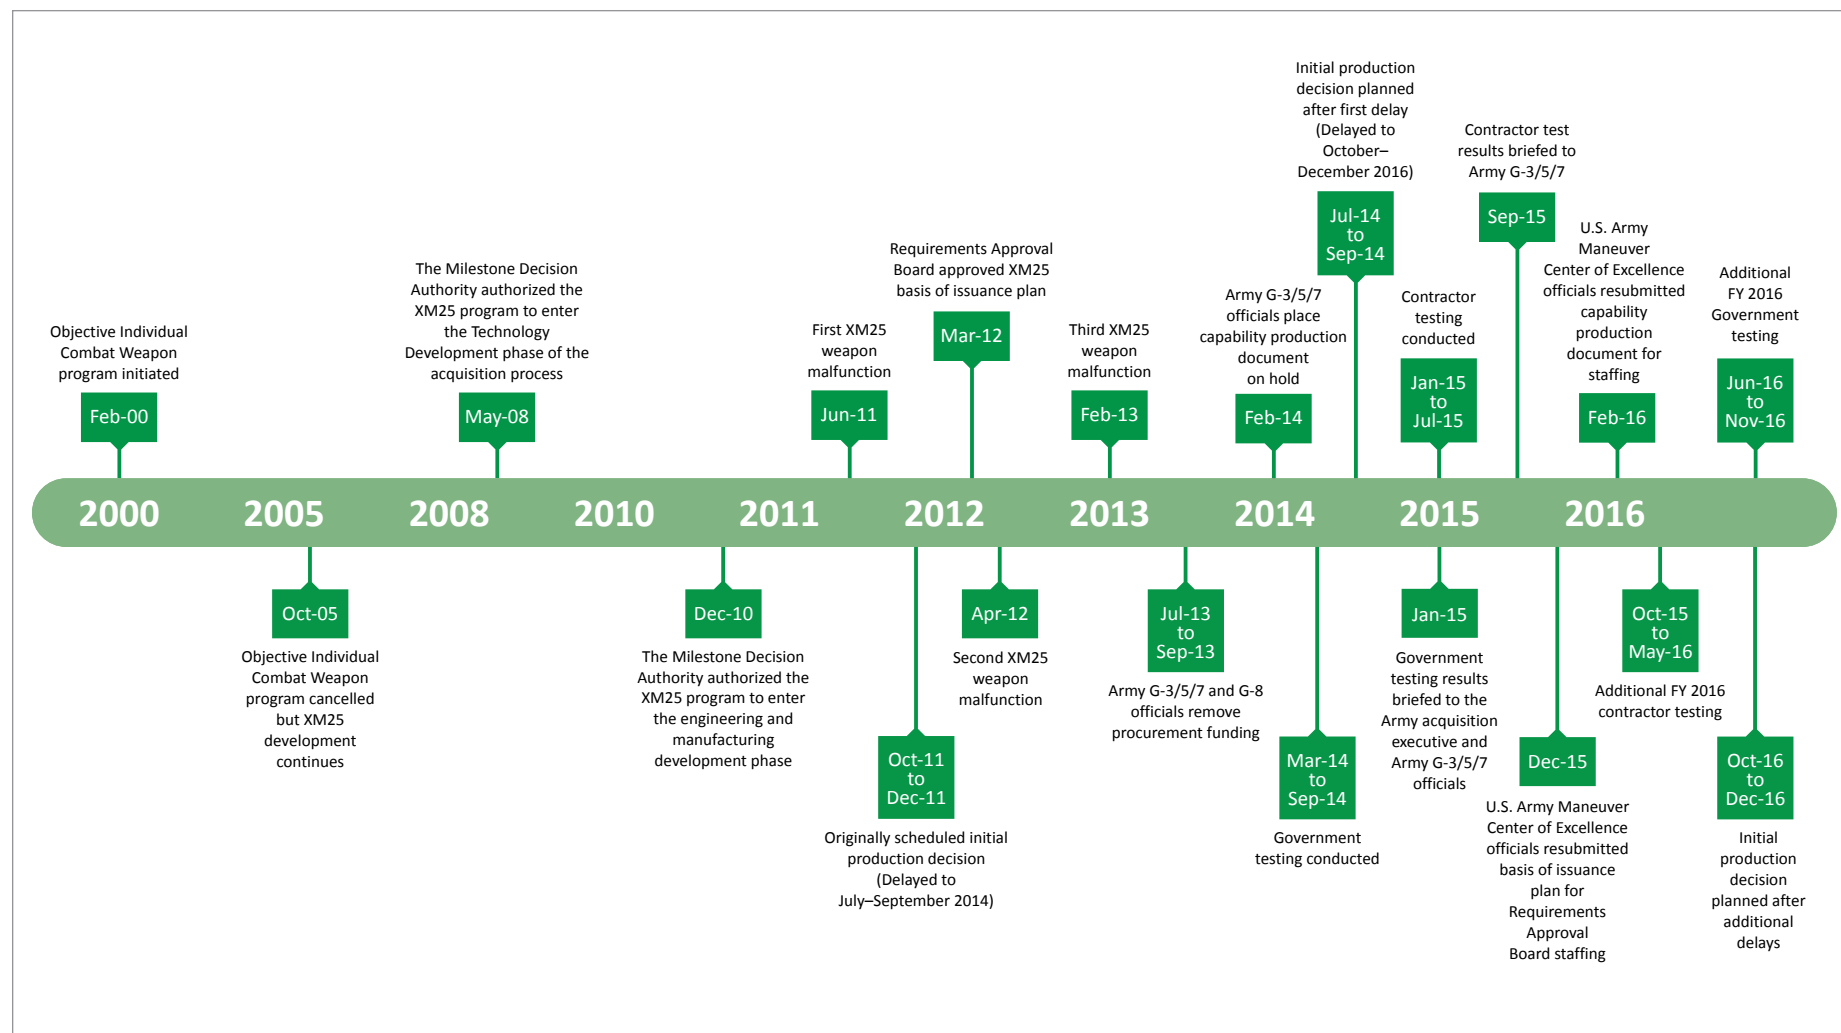 Objective Individual
Combat Weapon
program initiated
Feb-00
The Milestone Decision
Authority authorized the
XM25 program to enter
the Technology
Development phase of the
acquisition process
May-08
First XM25
weapon
malfunction
Jun-11
Requirements Approval
Board approved XM25
basis of issuance plan
Mar-12
Third XM25
weapon
malfunction
Feb-13
Army G-3/5/7
officials place
capability production
document
on hold
Feb-14
Initial production
decision planned
after first delay
(Delayed to
October–
December 2016)
Jul-14
to
Sep-14
Contractor
testing
conducted
Jan-15
to
Jul-15
Contractor test
results briefed to
Army G-3/5/7
Sep-15
U.S. Army
Maneuver
Center of Excellence
officials resubmitted
capability
production
document for
staffing
Feb-16
Additional
FY 2016
Government
testing
Jun-16
to
Nov-16
2000 2005 2008 2010 2011 2012 2013 2014 2015 2016
Oct-05
Objective Individual
Combat Weapon
program cancelled
but XM25
development
continues
Dec-10
The Milestone Decision
Authority authorized the
XM25 program to enter
the engineering and
manufacturing
development phase
Oct-11
to
Dec-11
Originally scheduled initial
production decision
(Delayed to
July–September 2014)
Apr-12
Second XM25
weapon
malfunction
Jul-13
to
Sep-13
Army G-3/5/7 and G-8
officials remove
procurement funding
Mar-14
to
Sep-14
Government
testing conducted
Jan-15
Government
testing results
briefed to the
Army acquisition
executive and
Army G-3/5/7
officials
Dec-15
U.S. Army Maneuver
Center of Excellence
officials resubmitted
basis of issuance
plan for
Requirements
Approval
Board staffing
Oct-15
to
May-16
Additional FY 2016
contractor testing
Oct-16
to
Dec-16
Initial
production
decision
planned after
additional
delays